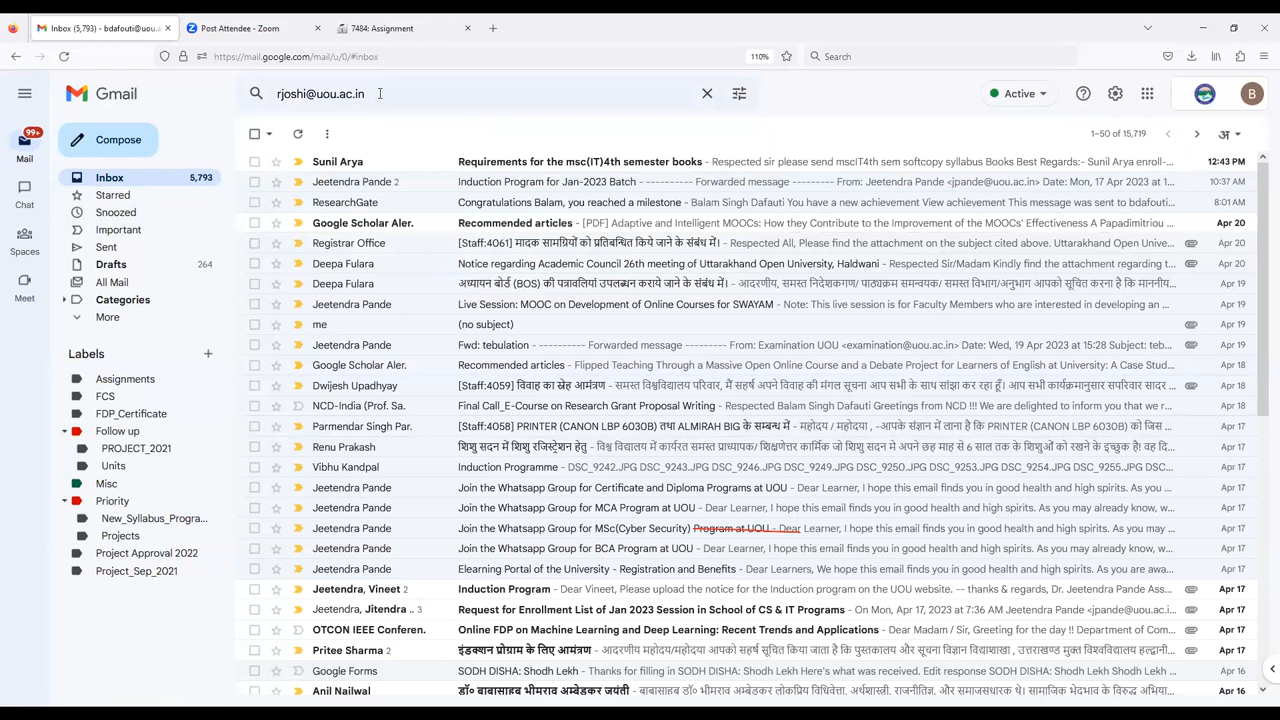 Inbox (5,793) - bdafouti@uou.ac
Post Attendee - Zoom
7484: Assignment
https://mail.google.com/mail/u/0/#inbox
110%
Search
Gmail
rjoshi@uou.ac.in
Active
B
99+
Mail
Chat
Spaces
Meet
Compose
Inbox 5,793
Starred
Snoozed
Important
Sent
Drafts 264
All Mail
Categories
More
Labels
Assignments
FCS
FDP_Certificate
Follow up
PROJECT_2021
Units
Misc
Priority
New_Syllabus_Progra...
Projects
Project Approval 2022
Project_Sep_2021
1–50 of 15,719
अ
Sunil Arya Requirements for the msc(IT)4th semester books - Respected sir please send mscIT4th sem softcopy syllabus Books Best Regards:- Sunil Arya enroll-... 12:43 PM
Jeetendra Pande 2 Induction Program for Jan-2023 Batch - ---------- Forwarded message --------- From: Jeetendra Pande <jpande@uou.ac.in> Date: Mon, 17 Apr 2023 at 1... 10:37 AM
ResearchGate Congratulations Balam, you reached a milestone - Balam Singh Dafauti You have a new achievement View achievement This message was sent to bdafouti... 8:01 AM
Google Scholar Aler. Recommended articles - [PDF] Adaptive and Intelligent MOOCs: How they Contribute to the Improvement of the MOOCs' Effectiveness A Papadimitriou ... Apr 20
Registrar Office [Staff:4061] मादक सामग्रियों को प्रतिबन्धित किये जाने के संबंध में। - Respected All, Please find the attachment on the subject cited above. Uttarakhand Open Unive... Apr 20
Deepa Fulara Notice regarding Academic Council 26th meeting of Uttarakhand Open University, Haldwani - Respected Sir/Madam Kindly find the attachment regarding t... Apr 20
Deepa Fulara अध्ययन बोर्ड (BOS) की पत्रावलियां उपलब्धन कराये जाने के संबंध में। - आदरणीय, समस्त निदेशकगण/ पाठ्यक्रम समन्वयक/ समस्त विभाग/अनुभाग आपको सूचित करना है कि माननीय... Apr 20
Jeetendra Pande Live Session: MOOC on Development of Online Courses for SWAYAM - Note: This live session is for Faculty Members who are interested in developing an ... Apr 19
me (no subject) Apr 19
Jeetendra Pande Fwd: tebulation - ---------- Forwarded message --------- From: Examination UOU <examination@uou.ac.in> Date: Wed, 19 Apr 2023 at 15:28 Subject: teb... Apr 19
Google Scholar Aler. Recommended articles - Flipped Teaching Through a Massive Open Online Course and a Debate Project for Learners of English at University: A Case Stu... Apr 18
Dwijesh Upadhyay [Staff:4059] विवाह का स्नेह आमंत्रण - समस्त विश्वविद्यालय परिवार, मैं सहर्ष अपने विवाह की मंगल सूचना आप सभी के साथ सांझा कर रहा हूँ। आप सभी कार्यक्रमानुसार सपरिवार सादर ... Apr 18
NCD-India (Prof. Sa. Final Call_E-Course on Research Grant Proposal Writing - Respected Balam Singh Dafauti Greetings from NCD !!! We are delighted to inform you that we r... Apr 18
Parmendar Singh Par. [Staff:4058] PRINTER (CANON LBP 6030B) तथा ALMIRAH BIG के सम्बन्ध में - महोदय / महोदया , -आपके संज्ञान में लाना है कि PRINTER (CANON LBP 6030B) को जिस ... Apr 17
Renu Prakash शिशु सदन में शिशु रजिस्ट्रेशन हेतु - विश्व विद्यालय में कार्यरत समस्त प्राध्यापक/ शिक्षणेत्तर कार्मिक जो शिशु सदन मे अपने छह माह से 6 साल तक के शिशुओं को रखने के इच्छुक है। वह दि... Apr 17
Vibhu Kandpal Induction Programme - DSC_9242.JPG DSC_9243.JPG DSC_9246.JPG DSC_9249.JPG DSC_9250.JPG DSC_9251.JPG DSC_9253.JPG DSC_9254.JPG DSC_9255.JPG DSC... Apr 17
Jeetendra Pande Join the Whatsapp Group for Certificate and Diploma Programs at UOU - Dear Learner, I hope this email finds you in good health and high spirits. As you may ... Apr 17
Jeetendra Pande Join the Whatsapp Group for MCA Program at UOU - Dear Learner, I hope this email finds you in good health and high spirits. As you may already know, w... Apr 17
Jeetendra Pande Join the Whatsapp Group for MSc(Cyber Security) Program at UOU - Dear Learner, I hope this email finds you in good health and high spirits. As you may... Apr 17
Jeetendra Pande Join the Whatsapp Group for BCA Program at UOU - Dear Learner, I hope this email finds you in good health and high spirits. As you may already know, w... Apr 17
Jeetendra Pande Elearning Portal of the University - Registration and Benefits - Dear Learners, We hope this email finds you in good health and high spirits. As you are awa... Apr 17
Jeetendra, Vineet 2 Induction Program - Dear Vineet, Please upload the notice for the Induction program on the UOU website. -- thanks & regards, Dr. Jeetendra Pande Ass... Apr 17
Jeetendra, Jitendra .. 3 Request for Enrollment List of Jan 2023 Session in School of CS & IT Programs - On Mon, Apr 17, 2023 at 7:36 AM Jeetendra Pande <jpande@uou.ac.in>... Apr 17
OTCON IEEE Conferen. Online FDP on Machine Learning and Deep Learning: Recent Trends and Applications - Dear Madam / Sir, Greeting for the day !! Department of Com... Apr 17
Pritee Sharma 2 इंडक्शन प्रोग्राम के लिए आमंत्रण - आदरणीय महोदय/महोदया आपको सहर्ष सूचित किया जाता है कि पुस्तकालय और सूचना विज्ञान विद्याशाखा , उत्तराखण्ड मुक्त विश्वविद्यालय ... Apr 17
Google Forms SODH DISHA: Shodh Lekh - Thanks for filling in SODH DISHA: Shodh Lekh Here's what was received. Edit response SODH DISHA: Shodh Lekh ... Apr 16
Anil Nailwal डॉ० बाबासाहब भीमराव अम्बेडकर जयंती - बाबासाहब भीमराव अम्बेडकर लोकप्रिय विधिवेत्ता, अर्थशास्त्री, राजनीतिज्ञ, और समाजसुधारक थे। सामाजिक भेदभाव के विरुद्ध अभिया... Apr 16